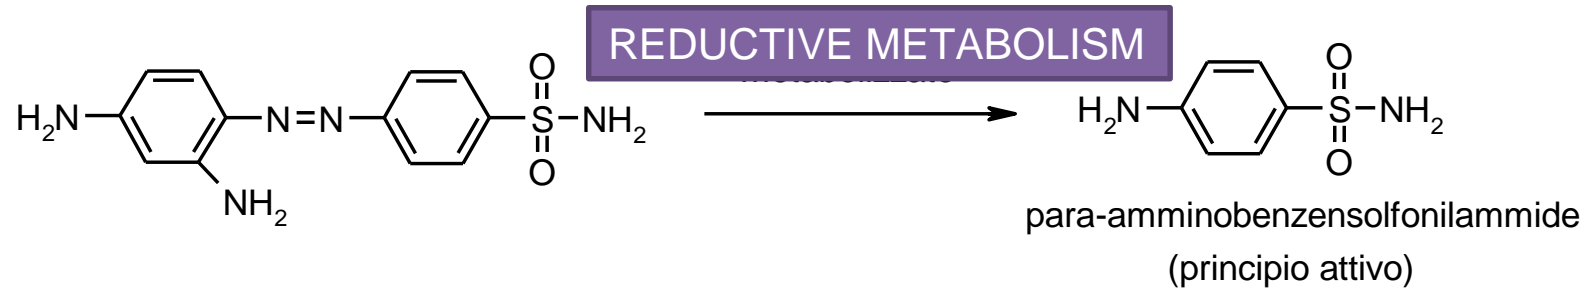 REDUCTIVE METABOLISM
H2N
N=N
O
S
O
NH2
NH2
H2N
O
S
O
NH2
para-amminobenzensolfonilammide
(principio attivo)